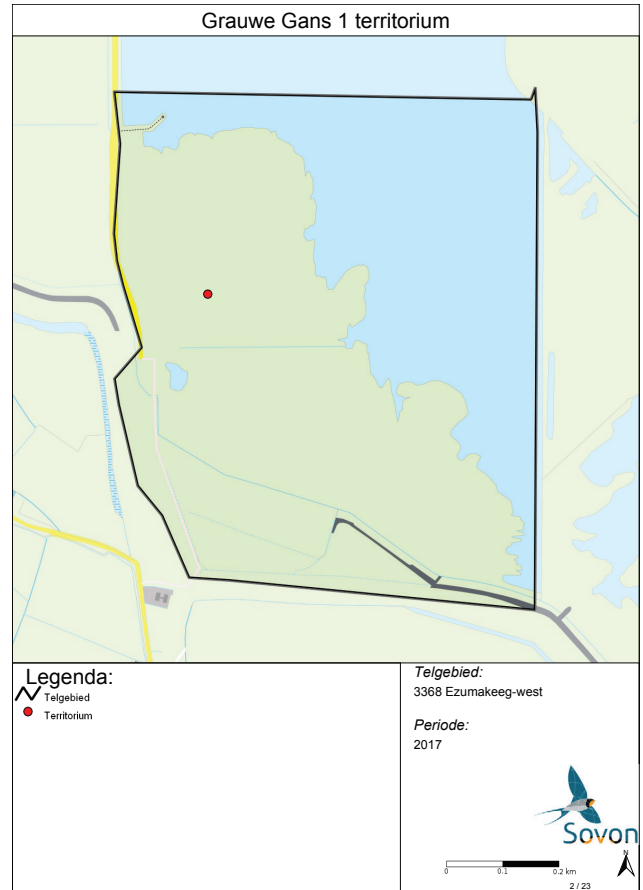 Grauwe Gans 1 territorium
Legenda:
Telgebied
Territorium
Telgebied:
3368 Ezumakeeg-west
Periode:
2017
Sovon
N
0 0.1 0.2 km
2 / 23